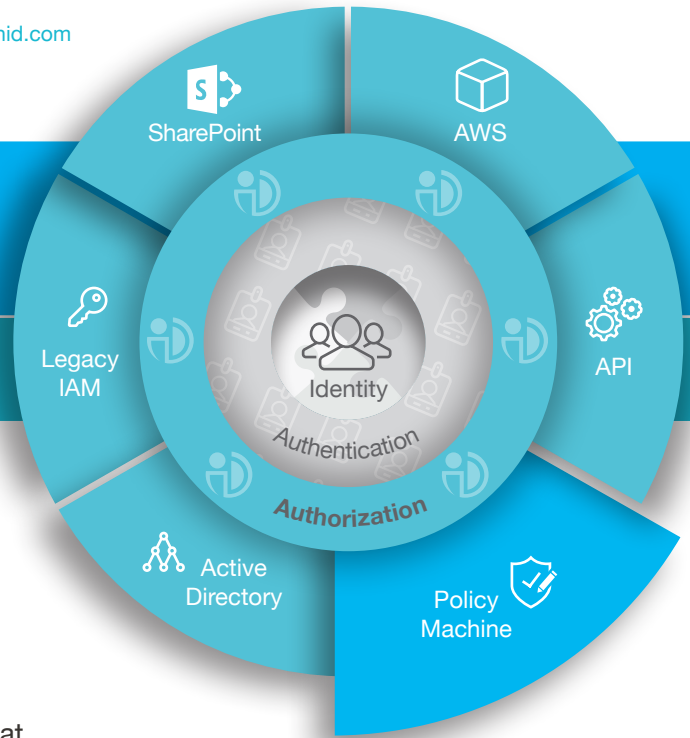 nid.com
SharePoint
AWS
Legacy
IAM
API
Identity
Authentication
Authorization
Active
Directory
Policy
Machine
at